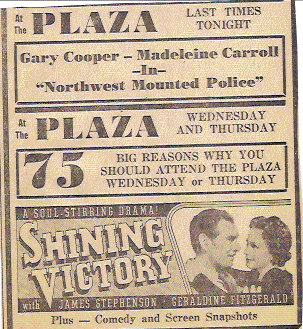 At The PLAZA LAST TIMES TONIGHT
Gary Cooper – Madeleine Carroll
—In—
"Northwest Mounted Police"
At The PLAZA WEDNESDAY AND THURSDAY
75 BIG REASONS WHY YOU
SHOULD ATTEND THE PLAZA
WEDNESDAY or THURSDAY
A SOUL-STIRRING DRAMA!
SHINING
VICTORY
with JAMES STEPHENSON · GERALDINE FITZGERALD
Plus — Comedy and Screen Snapshots